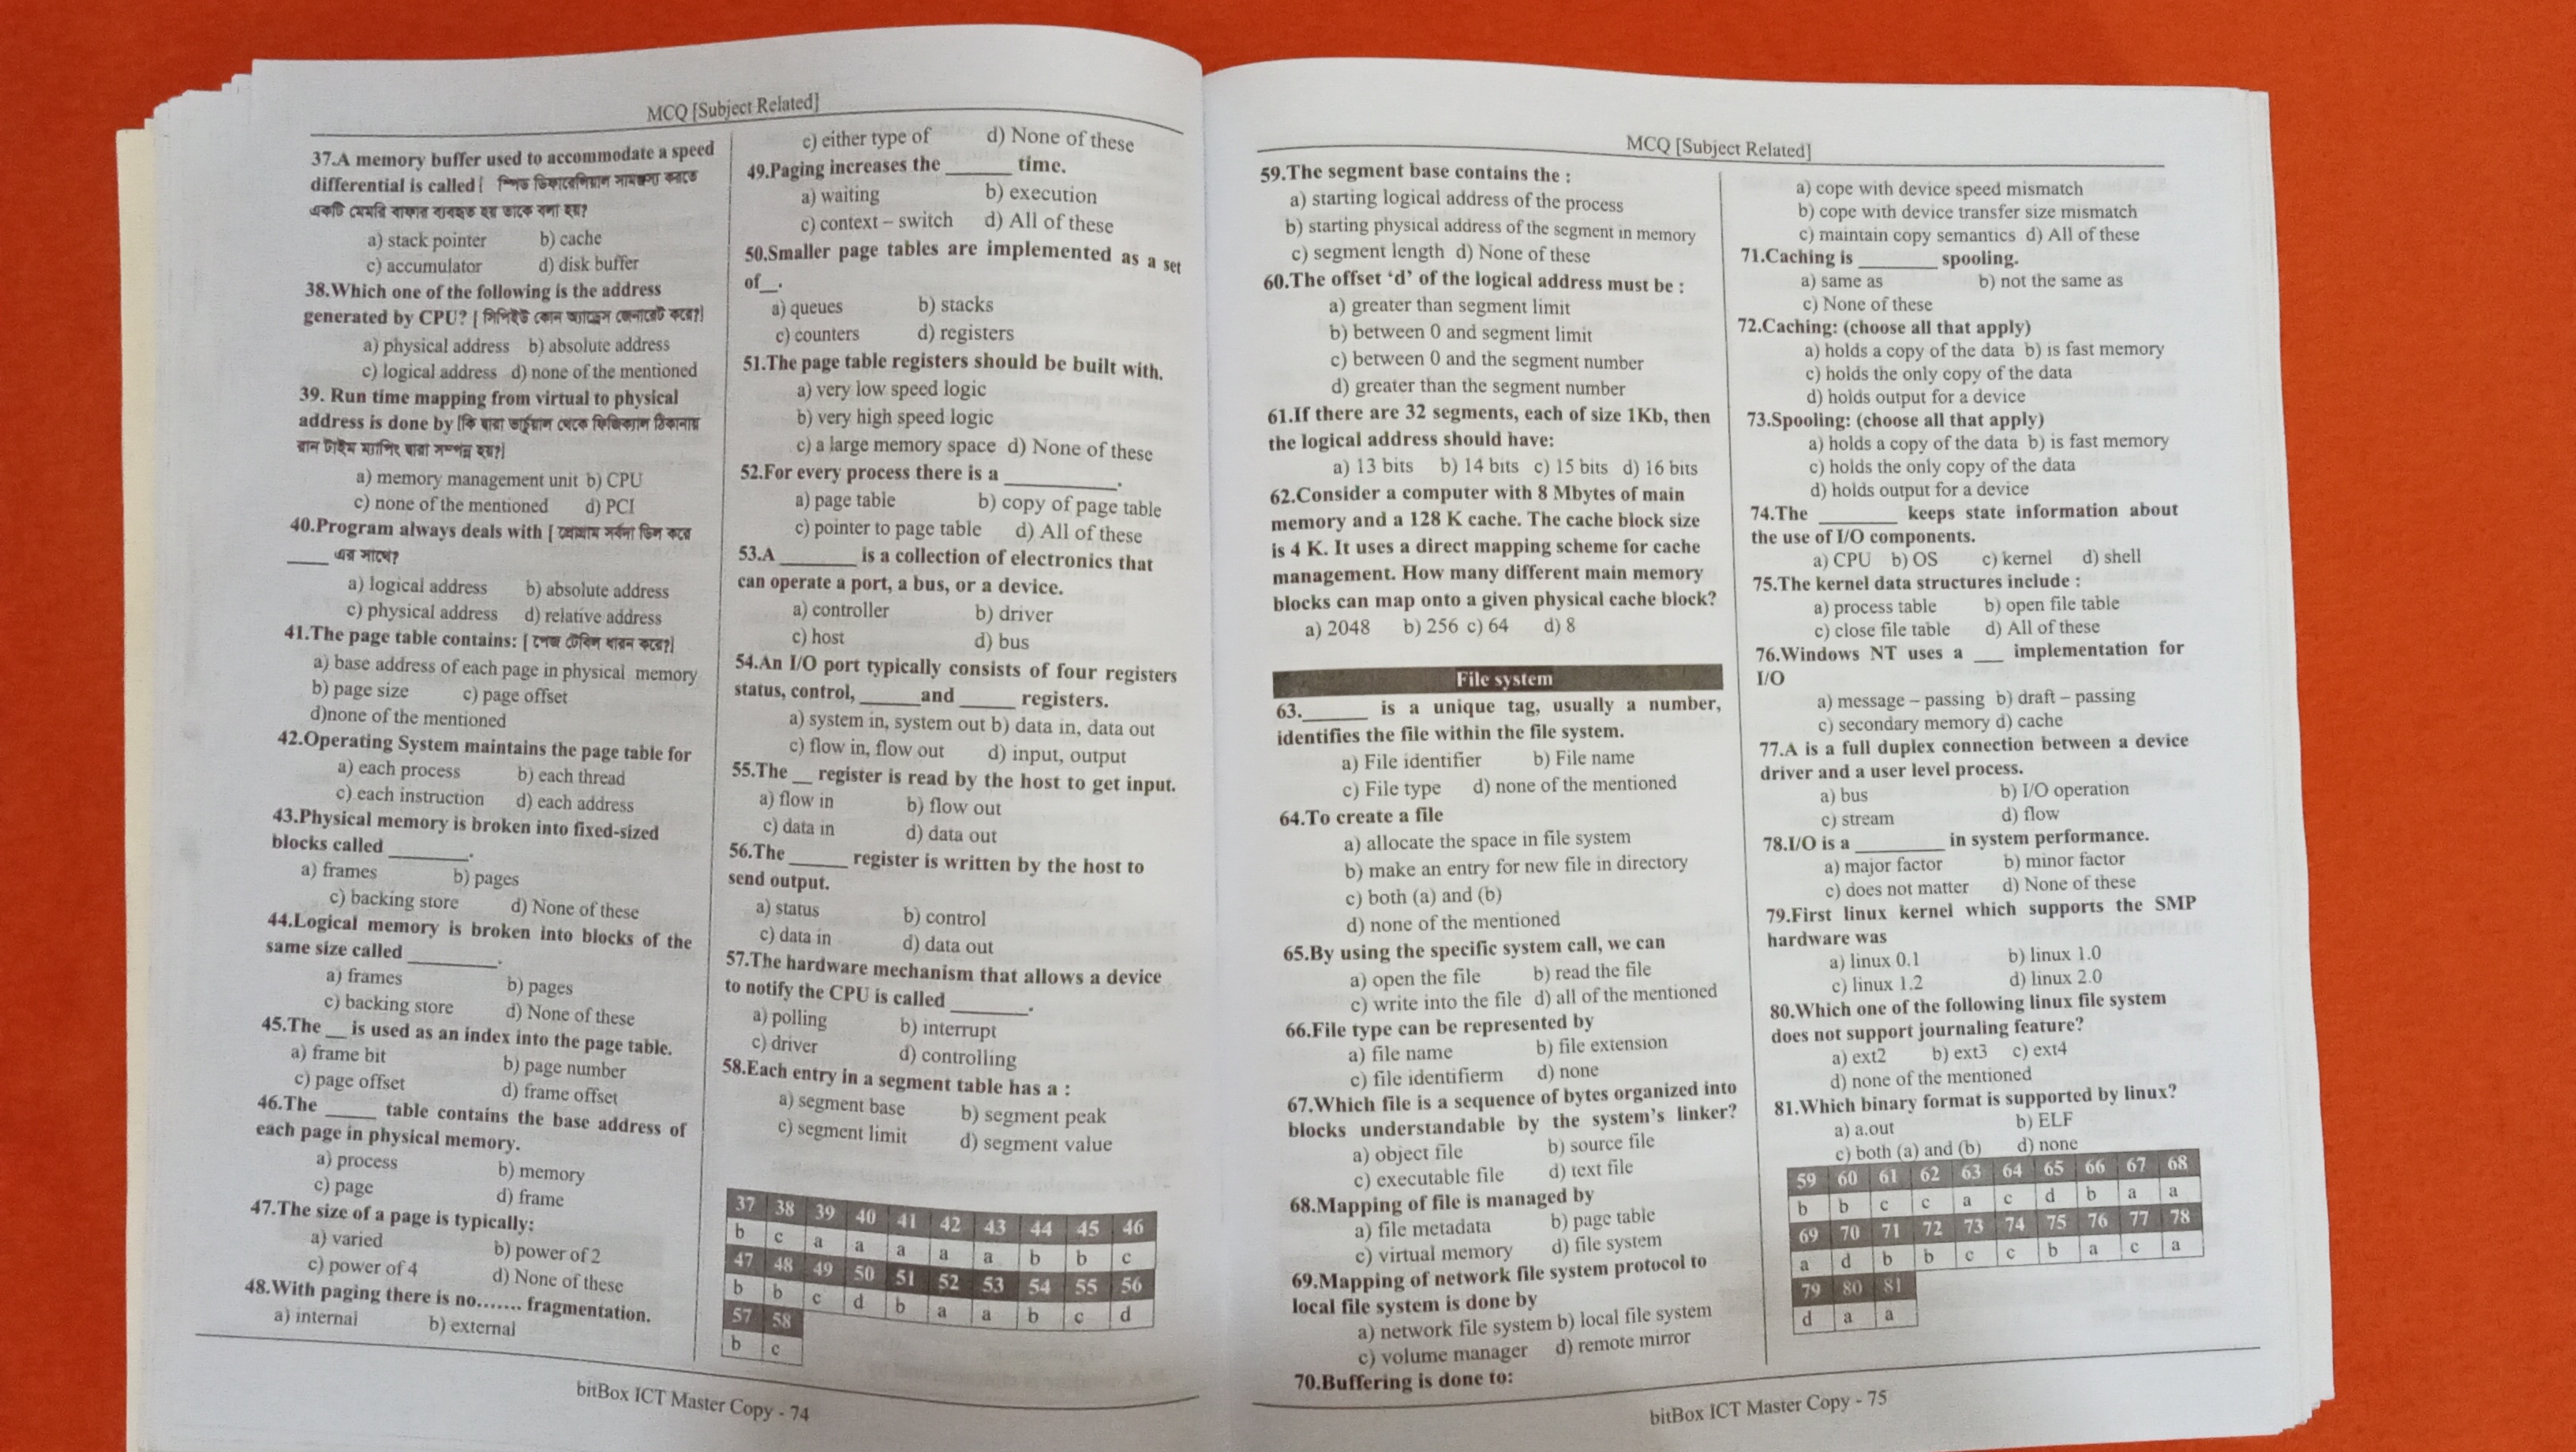 MCQ [Subject Related]
37.A memory buffer used to accommodate a speed
differential is called [ স্পিড ডিফারেন্সিয়াল সামঞ্জস্য করতে
একটি মেমরি বাফার ব্যবহৃত হয় তাকে বলা হয়?
a) stack pointer b) cache
c) accumulator d) disk buffer
38.Which one of the following is the address
generated by CPU? [ সিপিইউ কোন অ্যাড্রেস জেনারেট করে?]
a) physical address b) absolute address
c) logical address d) none of the mentioned
39. Run time mapping from virtual to physical
address is done by [কি দ্বারা ভার্চুয়াল থেকে ফিজিক্যাল ঠিকানায়
রান টাইম ম্যাপিং দ্বারা সম্পন্ন হয়?]
a) memory management unit b) CPU
c) none of the mentioned d) PCI
40.Program always deals with [ প্রোগ্রাম সর্বদা ডিল করে
____ এর সাথে?
a) logical address b) absolute address
c) physical address d) relative address
41.The page table contains: [ পেজ টেবিল ধারন করে?]
a) base address of each page in physical memory
b) page size c) page offset
d)none of the mentioned
42.Operating System maintains the page table for
a) each process b) each thread
c) each instruction d) each address
43.Physical memory is broken into fixed-sized
blocks called ________.
a) frames b) pages
c) backing store d) None of these
44.Logical memory is broken into blocks of the
same size called _________.
a) frames b) pages
c) backing store d) None of these
45.The __ is used as an index into the page table.
a) frame bit b) page number
c) page offset d) frame offset
46.The _____ table contains the base address of
each page in physical memory.
a) process b) memory
c) page d) frame
47.The size of a page is typically:
a) varied b) power of 2
c) power of 4 d) None of these
48.With paging there is no....... fragmentation.
a) internal b) external
c) either type of d) None of these
49.Paging increases the ______ time.
a) waiting b) execution
c) context – switch d) All of these
50.Smaller page tables are implemented as a set
of__.
a) queues b) stacks
c) counters d) registers
51.The page table registers should be built with.
a) very low speed logic
b) very high speed logic
c) a large memory space d) None of these
52.For every process there is a __________.
a) page table b) copy of page table
c) pointer to page table d) All of these
53.A ________ is a collection of electronics that
can operate a port, a bus, or a device.
a) controller b) driver
c) host d) bus
54.An I/O port typically consists of four registers
status, control, ______and _____ registers.
a) system in, system out b) data in, data out
c) flow in, flow out d) input, output
55.The __ register is read by the host to get input.
a) flow in b) flow out
c) data in d) data out
56.The ______ register is written by the host to
send output.
a) status b) control
c) data in d) data out
57.The hardware mechanism that allows a device
to notify the CPU is called ________.
a) polling b) interrupt
c) driver d) controlling
58.Each entry in a segment table has a :
a) segment base b) segment peak
c) segment limit d) segment value
37 38 39 40 41 42 43 44 45 46
b c a a a a a b b c
47 48 49 50 51 52 53 54 55 56
b b c d b a a b c d
57 58
b c
bitBox ICT Master Copy - 74
MCQ [Subject Related]
59.The segment base contains the :
a) starting logical address of the process
b) starting physical address of the segment in memory
c) segment length d) None of these
60.The offset ‘d’ of the logical address must be :
a) greater than segment limit
b) between 0 and segment limit
c) between 0 and the segment number
d) greater than the segment number
61.If there are 32 segments, each of size 1Kb, then
the logical address should have:
a) 13 bits b) 14 bits c) 15 bits d) 16 bits
62.Consider a computer with 8 Mbytes of main
memory and a 128 K cache. The cache block size
is 4 K. It uses a direct mapping scheme for cache
management. How many different main memory
blocks can map onto a given physical cache block?
a) 2048 b) 256 c) 64 d) 8
File system
63.______ is a unique tag, usually a number,
identifies the file within the file system.
a) File identifier b) File name
c) File type d) none of the mentioned
64.To create a file
a) allocate the space in file system
b) make an entry for new file in directory
c) both (a) and (b)
d) none of the mentioned
65.By using the specific system call, we can
a) open the file b) read the file
c) write into the file d) all of the mentioned
66.File type can be represented by
a) file name b) file extension
c) file identifierm d) none
67.Which file is a sequence of bytes organized into
blocks understandable by the system’s linker?
a) object file b) source file
c) executable file d) text file
68.Mapping of file is managed by
a) file metadata b) page table
c) virtual memory d) file system
69.Mapping of network file system protocol to
local file system is done by
a) network file system b) local file system
c) volume manager d) remote mirror
70.Buffering is done to:
a) cope with device speed mismatch
b) cope with device transfer size mismatch
c) maintain copy semantics d) All of these
71.Caching is ________ spooling.
a) same as b) not the same as
c) None of these
72.Caching: (choose all that apply)
a) holds a copy of the data b) is fast memory
c) holds the only copy of the data
d) holds output for a device
73.Spooling: (choose all that apply)
a) holds a copy of the data b) is fast memory
c) holds the only copy of the data
d) holds output for a device
74.The ________ keeps state information about
the use of I/O components.
a) CPU b) OS c) kernel d) shell
75.The kernel data structures include :
a) process table b) open file table
c) close file table d) All of these
76.Windows NT uses a ___ implementation for
I/O
a) message – passing b) draft – passing
c) secondary memory d) cache
77.A is a full duplex connection between a device
driver and a user level process.
a) bus b) I/O operation
c) stream d) flow
78.I/O is a _________ in system performance.
a) major factor b) minor factor
c) does not matter d) None of these
79.First linux kernel which supports the SMP
hardware was
a) linux 0.1 b) linux 1.0
c) linux 1.2 d) linux 2.0
80.Which one of the following linux file system
does not support journaling feature?
a) ext2 b) ext3 c) ext4
d) none of the mentioned
81.Which binary format is supported by linux?
a) a.out b) ELF
c) both (a) and (b) d) none
59 60 61 62 63 64 65 66 67 68
b b c c a c d b a a
69 70 71 72 73 74 75 76 77 78
a d b b c c b a c a
79 80 81
d a a
bitBox ICT Master Copy - 75